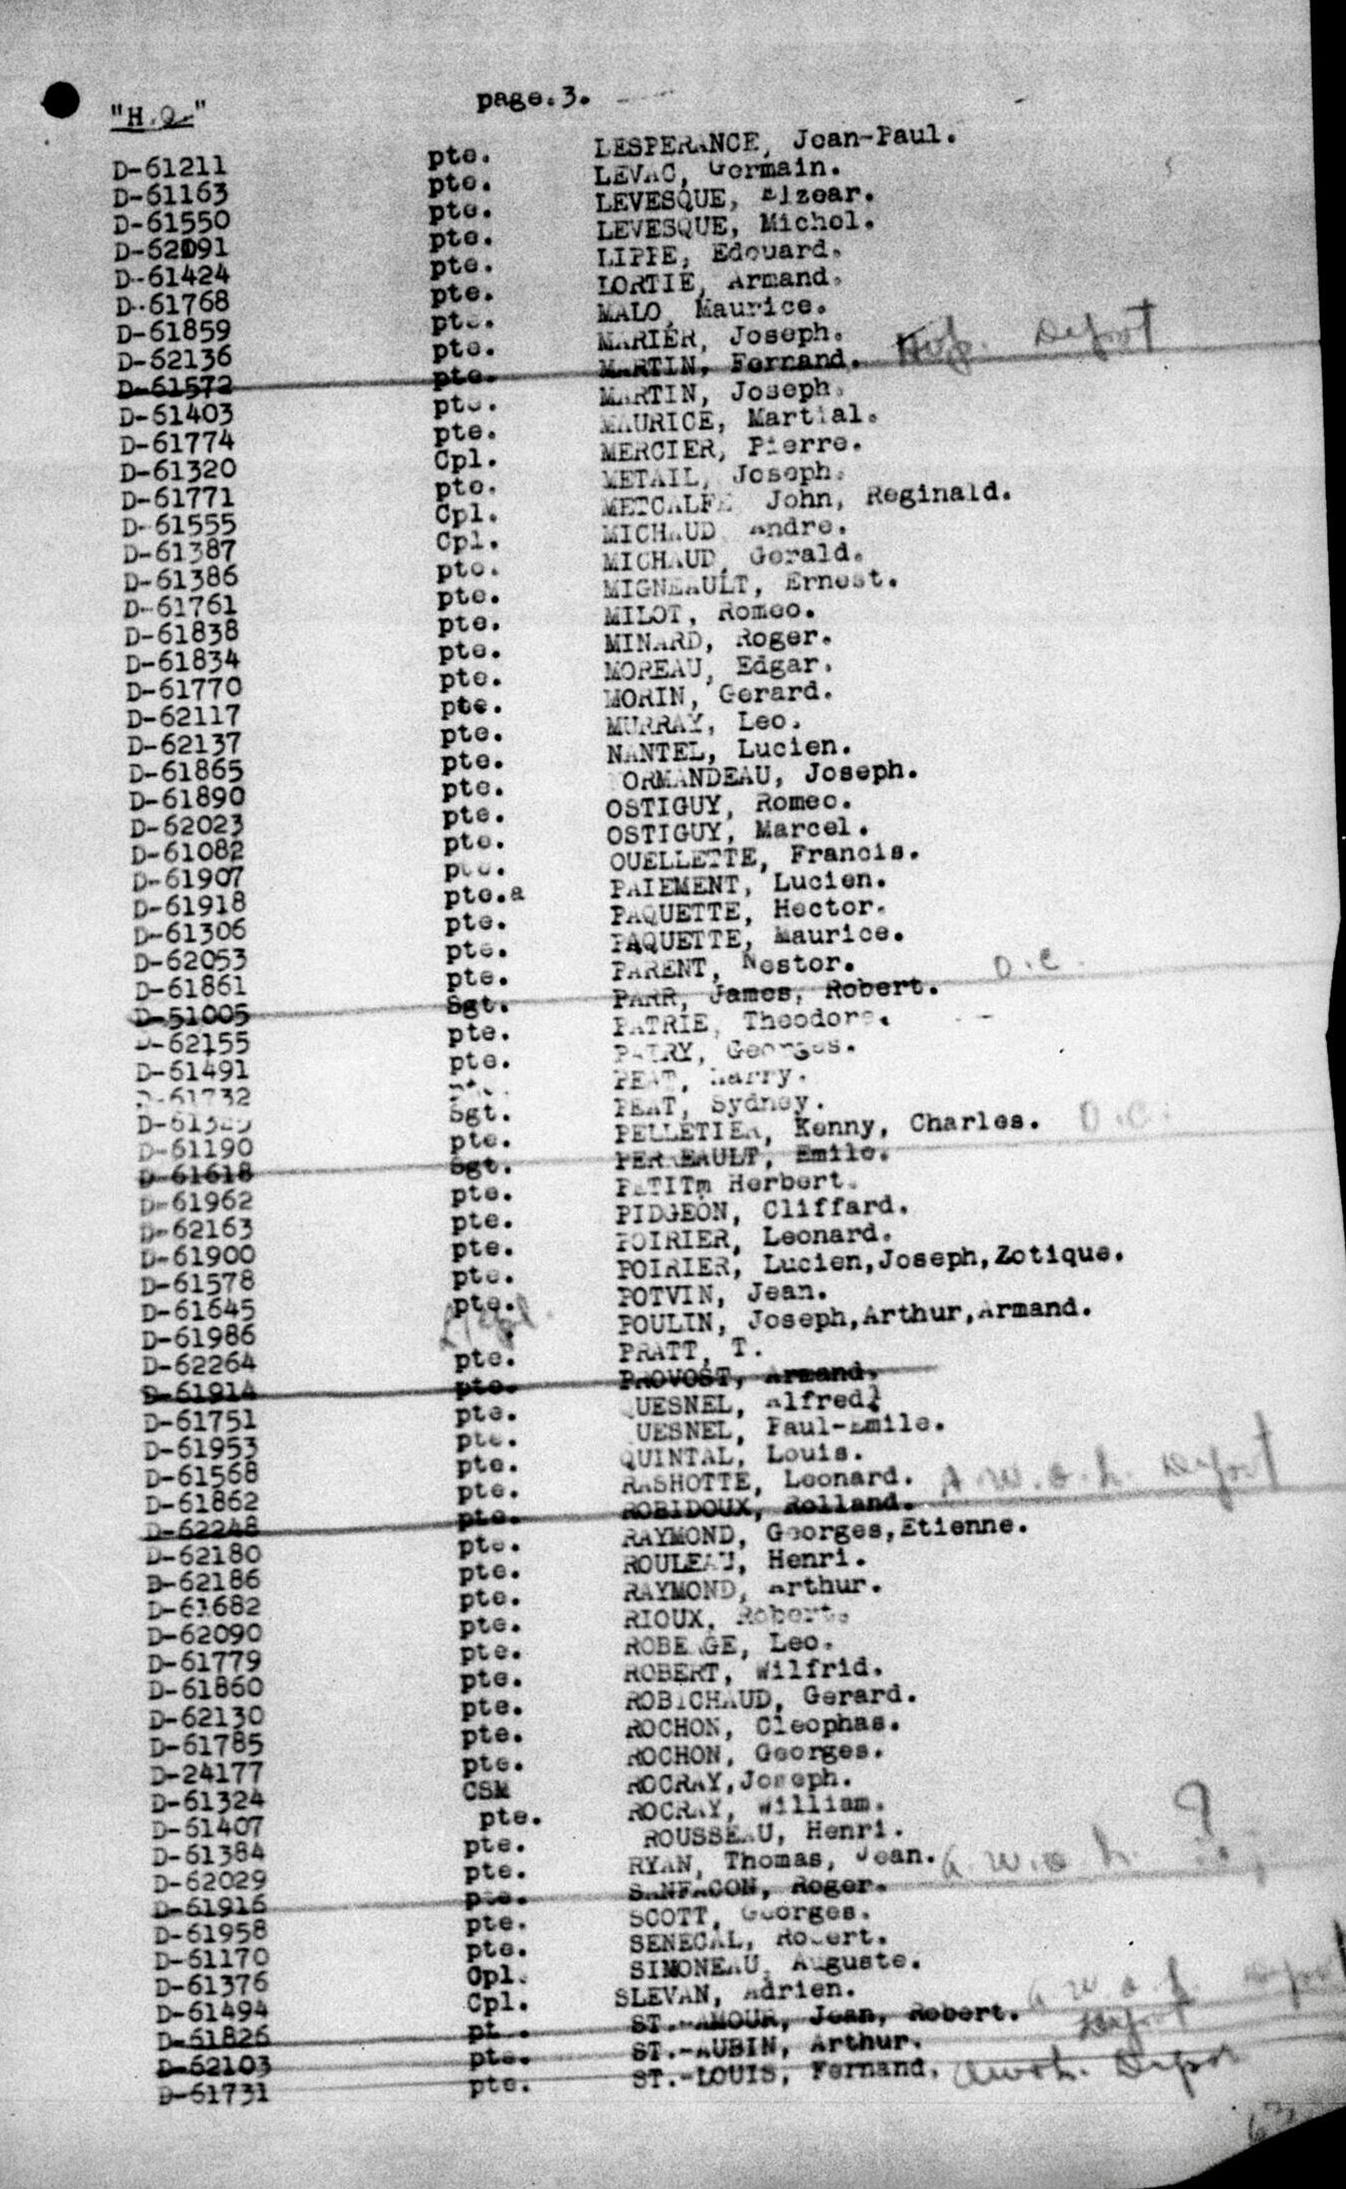 "H.Q." page.3.
D-61211 pte. LESPERANCE, Jean-Paul.
D-61163 pte. LEVAC, Germain.
D-61550 pte. LEVESQUE, Elzear.
D-62091 pte. LEVESQUE, Michel.
D-61424 pte. LIPPE, Edouard.
D-61768 pte. LORTIE, Armand.
D-61859 pte. MALO, Maurice.
D-62136 pte. MARIER, Joseph.
D-61572 pte. MARTIN, Fernand. Depot
D-61403 pte. MARTIN, Joseph.
D-61774 pte. MAURICE, Martial.
D-61320 Cpl. MERCIER, Pierre.
D-61771 pte. METAIL, Joseph.
D-61555 Cpl. METCALFE John, Reginald.
D-61387 Cpl. MICHAUD, Andre.
D-61386 pte. MICHAUD, Gerald.
D-61761 pte. MIGNEAULT, Ernest.
D-61838 pte. MILOT, Romeo.
D-61834 pte. MINARD, Roger.
D-61770 pte. MOREAU, Edgar.
D-62117 pte. MORIN, Gerard.
D-62137 pte. MURRAY, Leo.
D-61865 pte. NANTEL, Lucien.
D-61890 pte. NORMANDEAU, Joseph.
D-62023 pte. OSTIGUY, Romeo.
D-61082 pte. OSTIGUY, Marcel.
D-61907 pte. OUELLETTE, Francis.
D-61918 pte.a PAIEMENT, Lucien.
D-61306 pte. PAQUETTE, Hector.
D-62053 pte. PAQUETTE, Maurice.
D-61861 pte. PARENT, Nestor.
D-51005 Sgt. PARR, James, Robert. O.C.
D-62155 pte. PATRIE, Theodore.
D-61491 pte. PATRY, Georges.
D-61732 PEAT, Harry.
Sgt. PEAT, Sydney.
D-61190 pte. PELLETIER, Kenny, Charles.
D-61618 Sgt. PERREAULT, Emile. O.C.
D-61962 pte. PETITm Herbert.
D-62163 pte. PIDGEON, Cliffard.
D-61900 pte. POIRIER, Leonard.
D-61578 pte. POIRIER, Lucien,Joseph,Zotique.
D-61645 pte. POTVIN, Jean.
D-61986 L/Cpl. POULIN, Joseph,Arthur,Armand.
D-62264 pte. PRATT, T.
D-61914 pte. PROVOST, Armand.
D-61751 pte. QUESNEL, Alfred.
D-61953 pte. QUESNEL, Paul-Emile.
D-61568 pte. QUINTAL, Louis.
D-61862 pte. RASHOTTE, Leonard.
D-62248 pte. ROBIDOUX, Rolland. A.W.O.L. Depot
D-62180 pte. RAYMOND, Georges,Etienne.
D-62186 pte. ROULEAU, Henri.
D-61682 pte. RAYMOND, Arthur.
D-62090 pte. RIOUX, Robert.
D-61779 pte. ROBERGE, Leo.
D-61860 pte. ROBERT, Wilfrid.
D-62130 pte. ROBICHAUD, Gerard.
D-61785 pte. ROCHON, Cleophas.
D-24177 pte. ROCHON, Georges.
D-61324 CSM ROCRAY,Joseph.
D-61407 pte. ROCRAY, William.
D-61384 pte. ROUSSEAU, Henri.
D-62029 pte. RYAN, Thomas, Jean.
D-61916 pte. SANFACON, Roger. A.W.O.L. ?
D-61958 pte. SCOTT, Georges.
D-61170 pte. SENECAL, Robert.
D-61376 Cpl. SIMONEAU, Auguste.
D-61494 Cpl. SLEVAN, Adrien.
D-61826 pte. ST.-AMOUR, Jean, Robert. A.W.O.L. Depot
D-62103 pte. ST.-AUBIN, Arthur. Depot
D-61731 pte. ST.-LOUIS, Fernand. AWOL. Depot
63